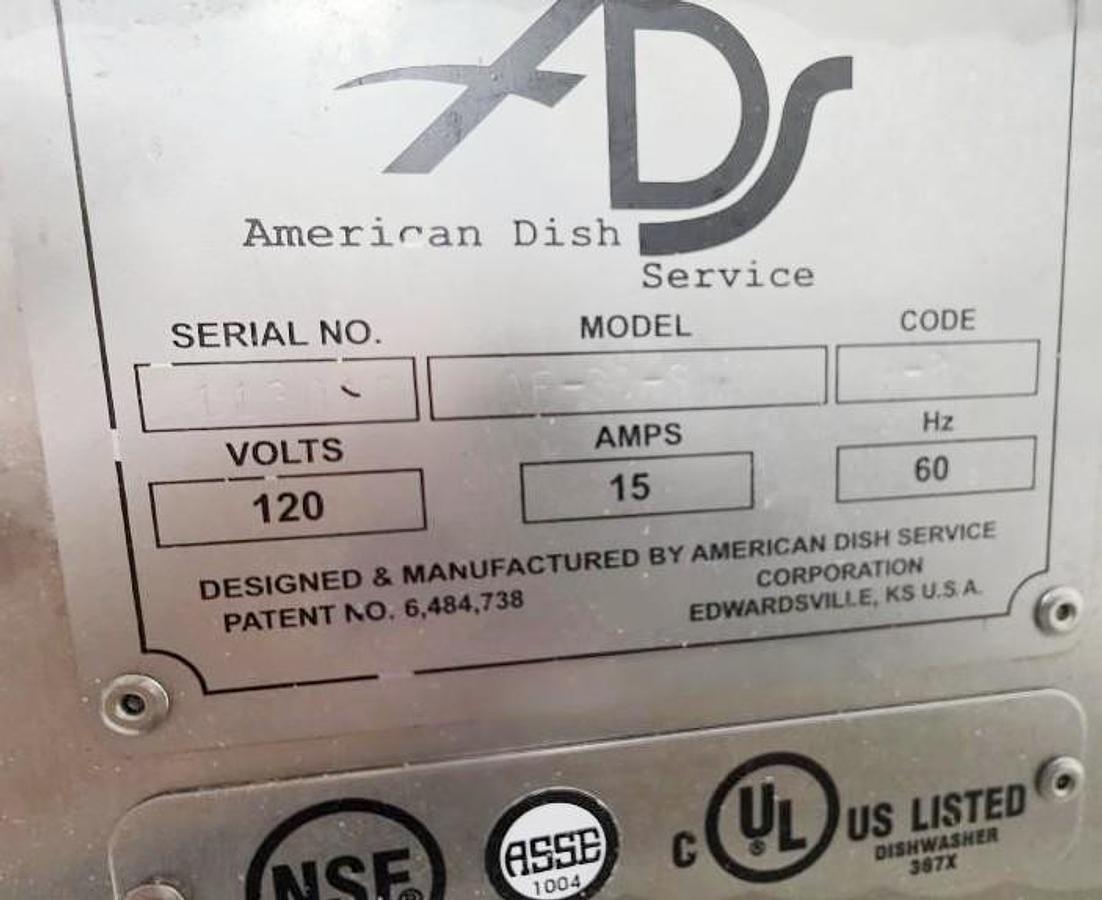 ADS
American Dish
Service
SERIAL NO. MODEL CODE
VOLTS AMPS Hz
120 15 60
DESIGNED & MANUFACTURED BY AMERICAN DISH SERVICE
CORPORATION
PATENT NO. 6,484,738 EDWARDSVILLE, KS U.S.A.
NSF®
ASSE
1004
C UL® US LISTED
DISHWASHER
367X